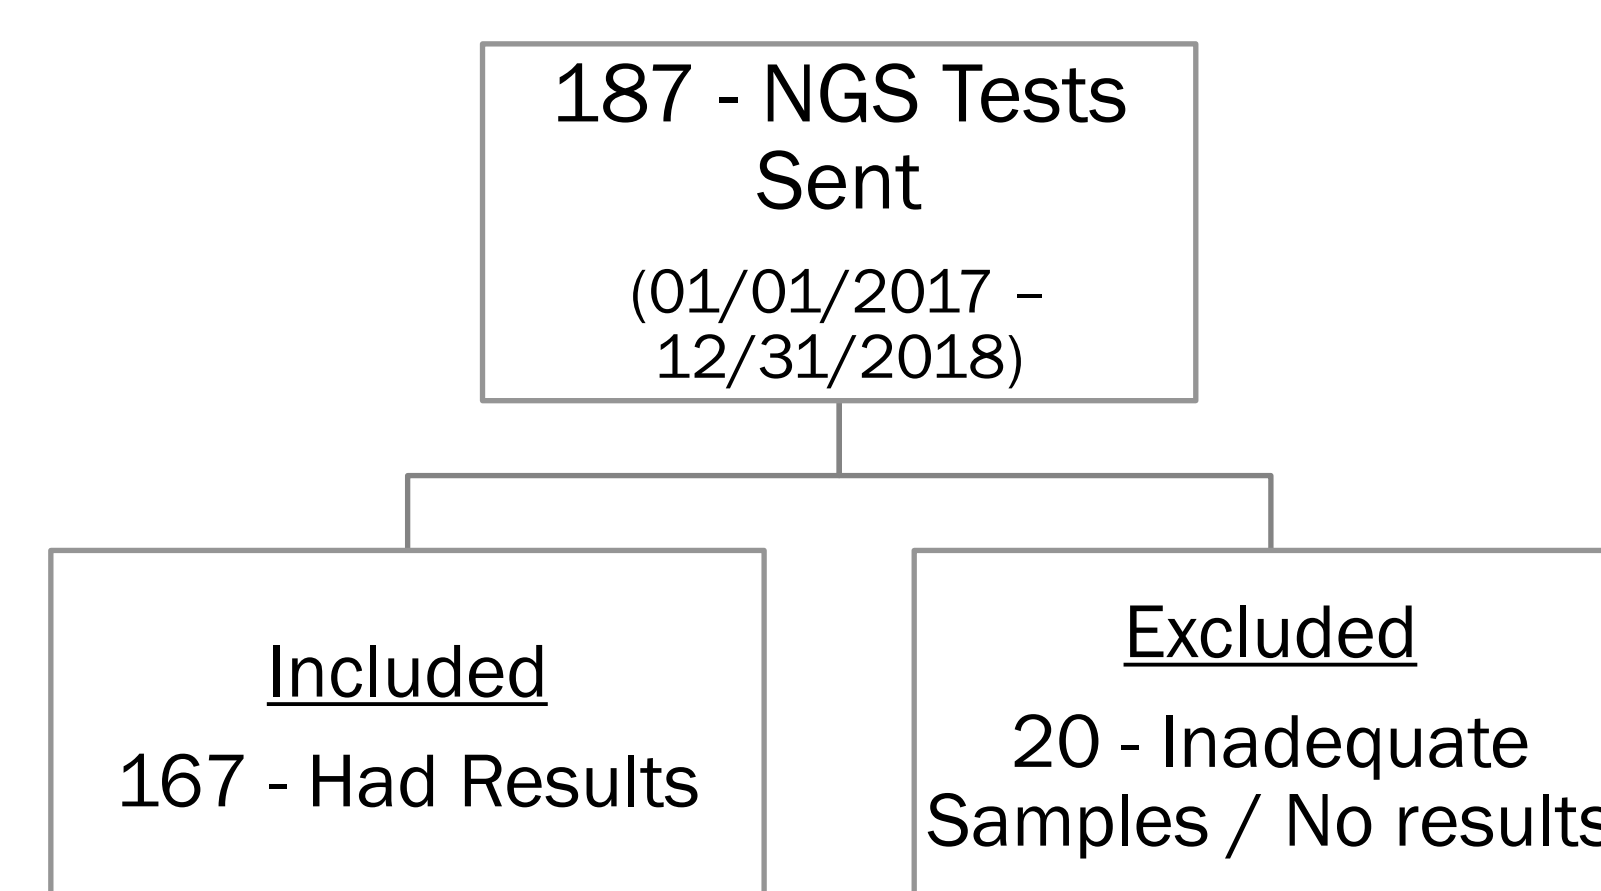 187 - NGS Tests
Sent
(01/01/2017 –
12/31/2018)
Included
167 - Had Results
Excluded
20 - Inadequate
Samples / No results